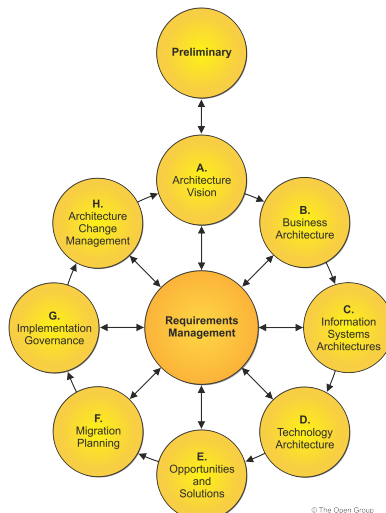 Preliminary
A.
Architecture
Vision
B.
Business
Architecture
C.
Information
Systems
Architectures
D.
Technology
Architecture
E.
Opportunities
and
Solutions
F.
Migration
Planning
G.
Implementation
Governance
H.
Architecture
Change
Management
Requirements
Management
© The Open Group